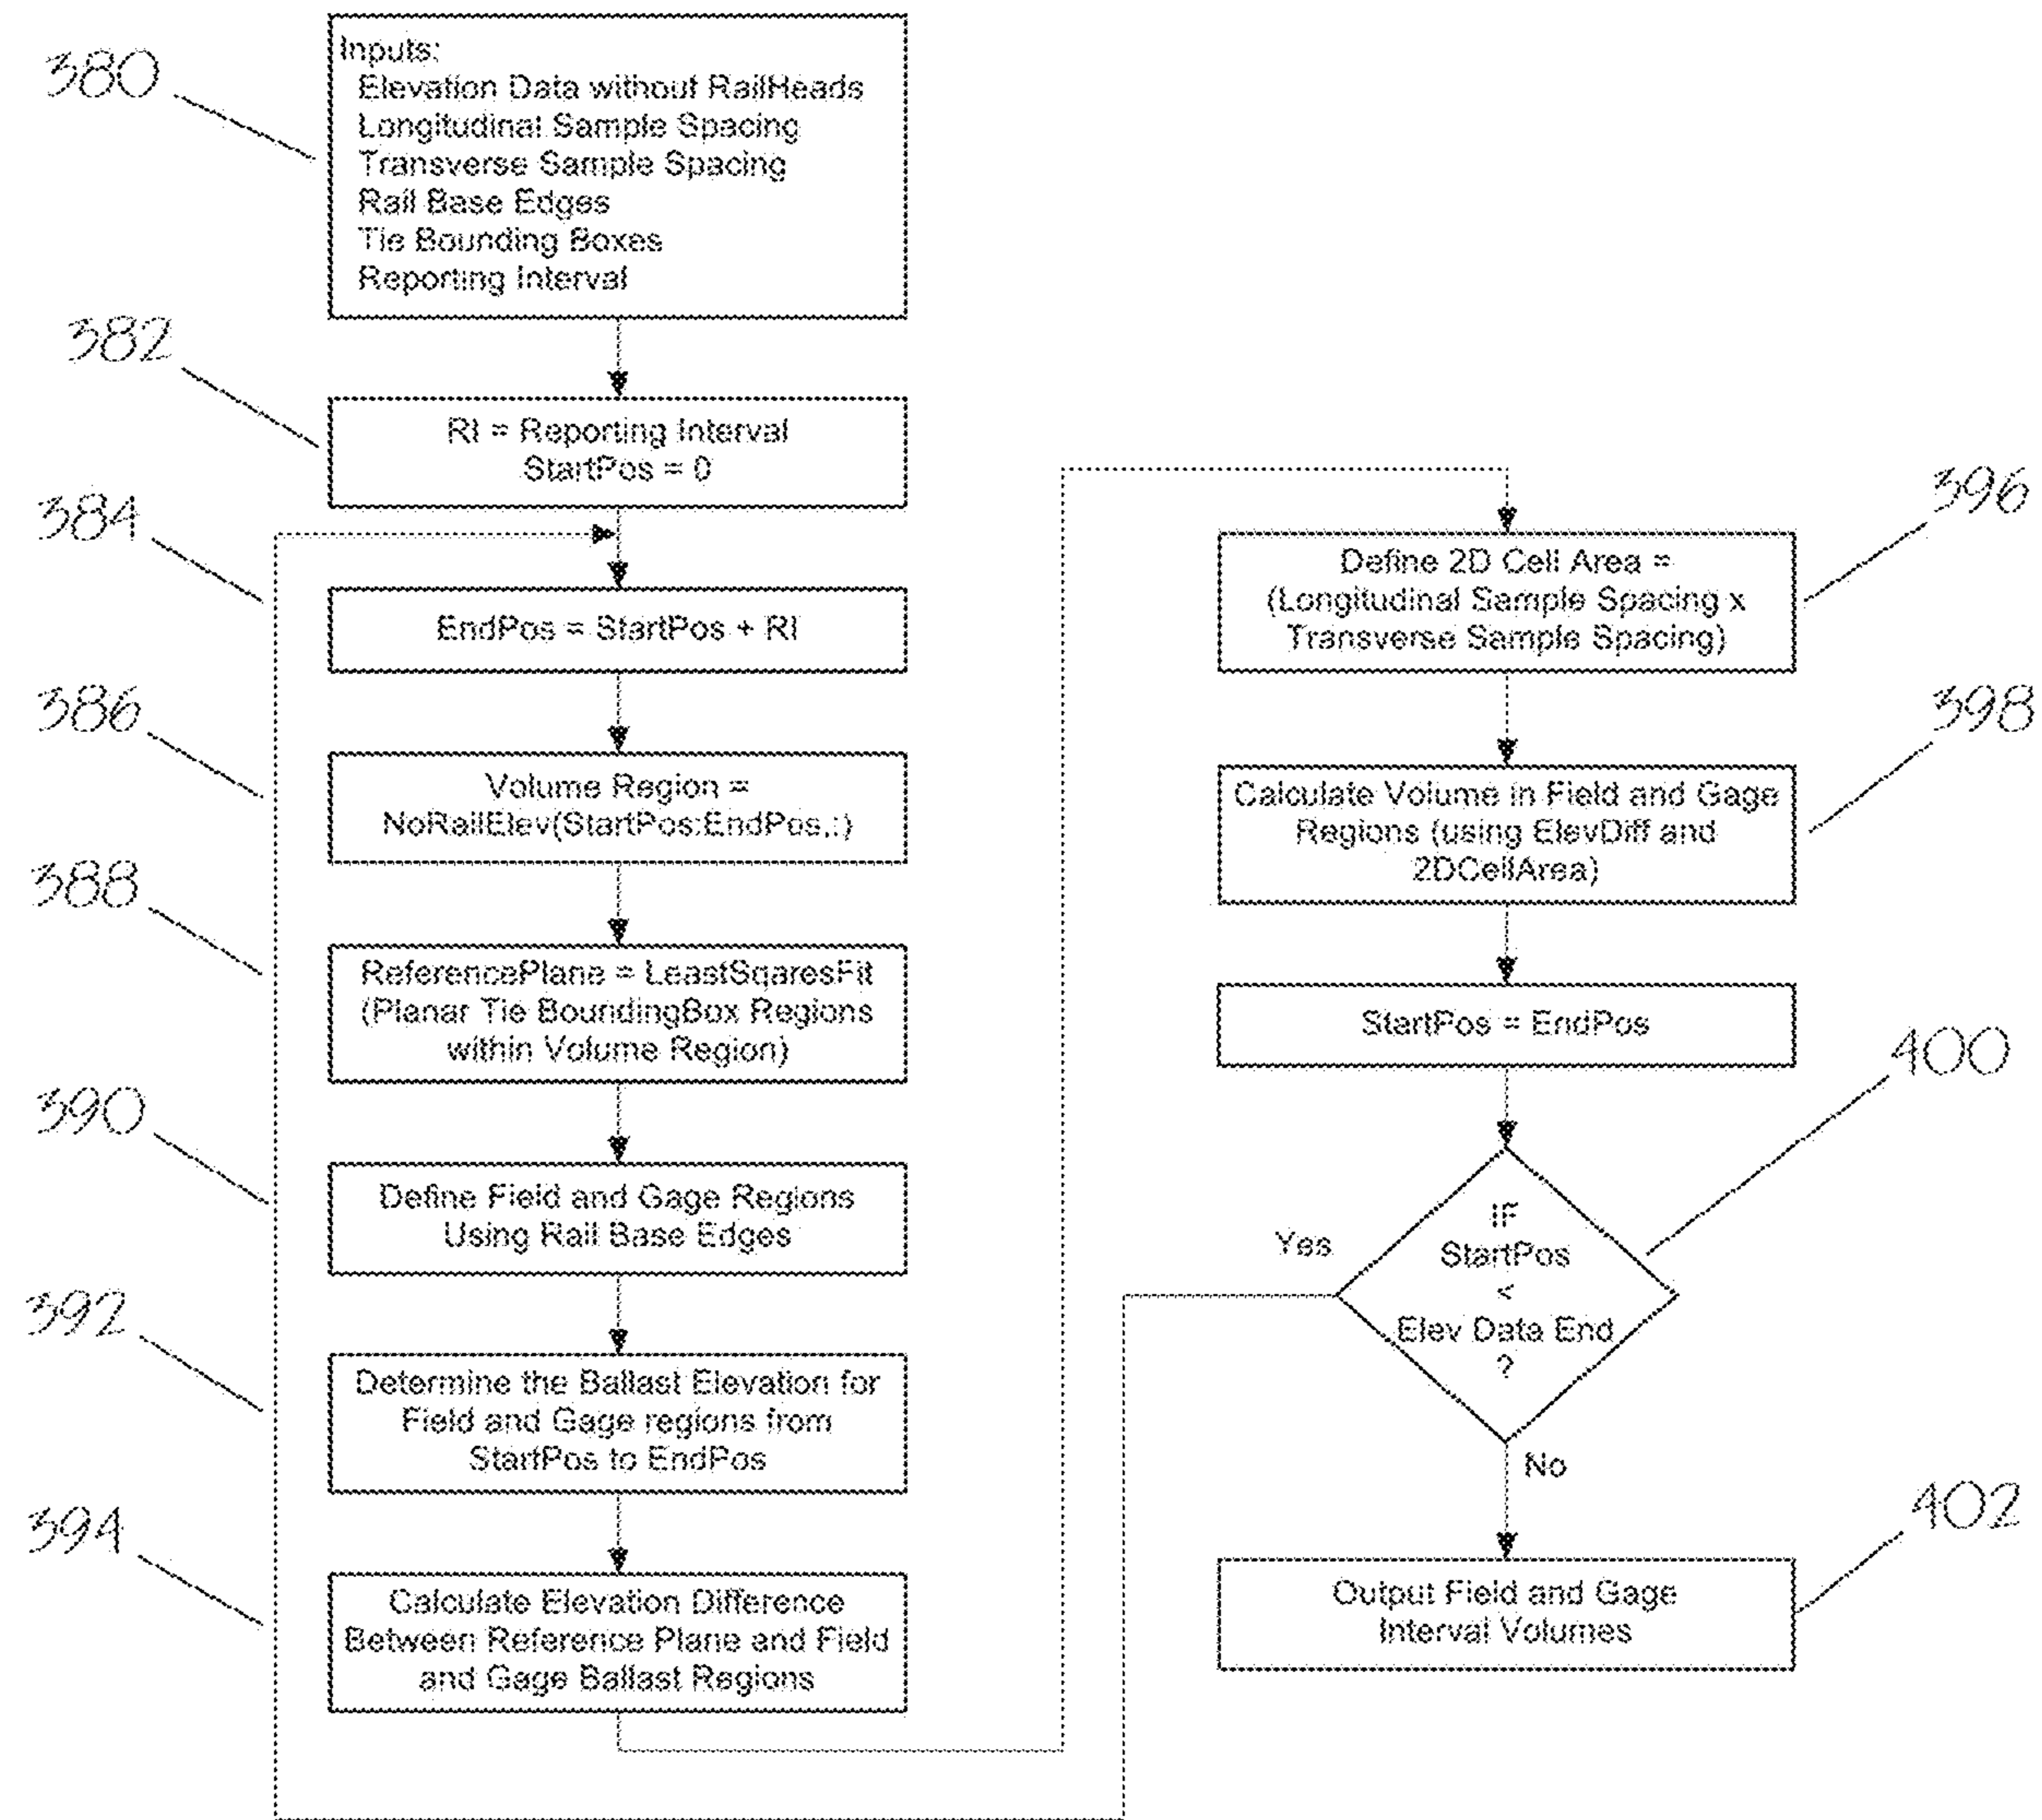 380
Inputs:
Elevation Data without RailHeads
Longitudinal Sample Spacing
Transverse Sample Spacing
Rail Base Edges
Tie Bounding Boxes
Reporting Interval
382
RI = Reporting Interval
StartPos = 0
384
EndPos = StartPos + RI
386
Volume Region =
NoRailElev(StartPos:EndPos,:)
388
ReferencePlane = LeastSqaresFit
(Planar Tie BoundingBox Regions
within Volume Region)
390
Define Field and Gage Regions
Using Rail Base Edges
392
Determine the Ballast Elevation for
Field and Gage regions from
StartPos to EndPos
394
Calculate Elevation Difference
Between Reference Plane and Field
and Gage Ballast Regions
396
Define 2D Cell Area =
(Longitudinal Sample Spacing x
Transverse Sample Spacing)
398
Calculate Volume in Field and Gage
Regions (using ElevDiff and
2DCellArea)
StartPos = EndPos
400
IF
StartPos
<
Elev Data End
?
Yes
No
402
Output Field and Gage
Interval Volumes